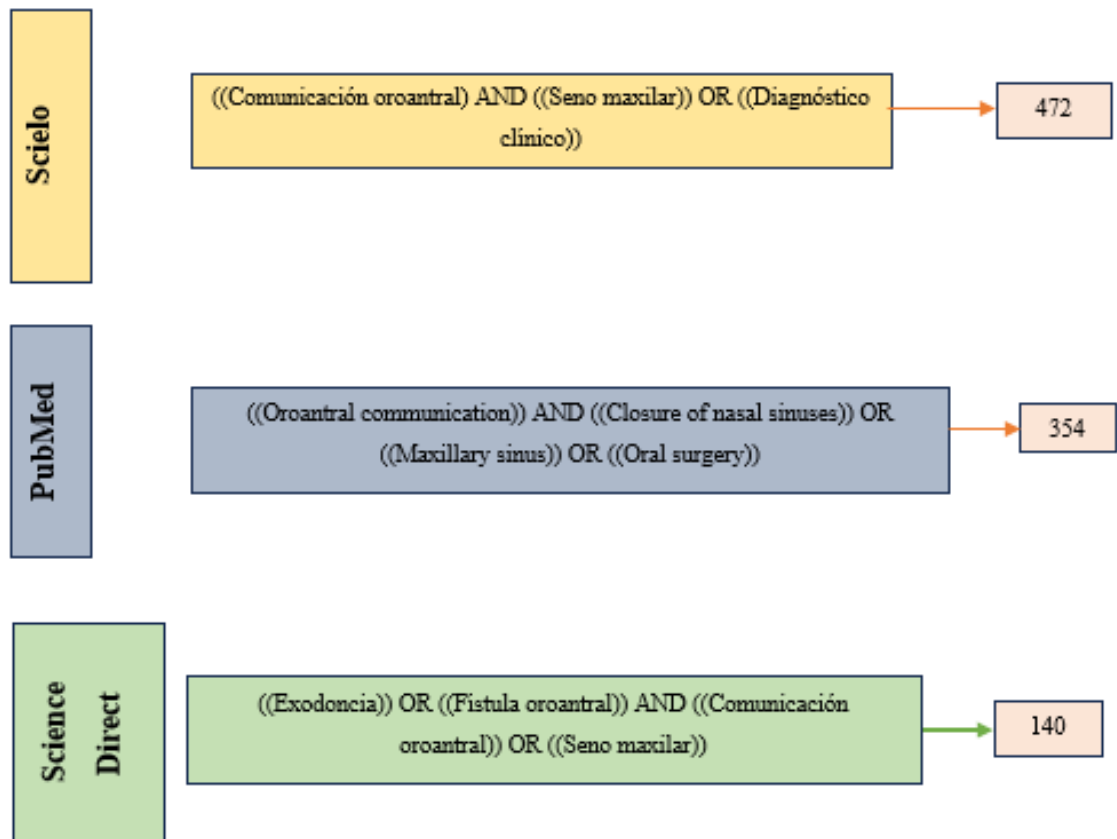 Scielo
((Comunicación oroantral) AND ((Seno maxilar)) OR ((Diagnóstico
clínico))
472
PubMed
((Oroantral communication)) AND ((Closure of nasal sinuses)) OR
((Maxillary sinus)) OR ((Oral surgery))
354
Science
Direct
((Exodoncia)) OR ((Fistula oroantral)) AND ((Comunicación
oroantral)) OR ((Seno maxilar))
140